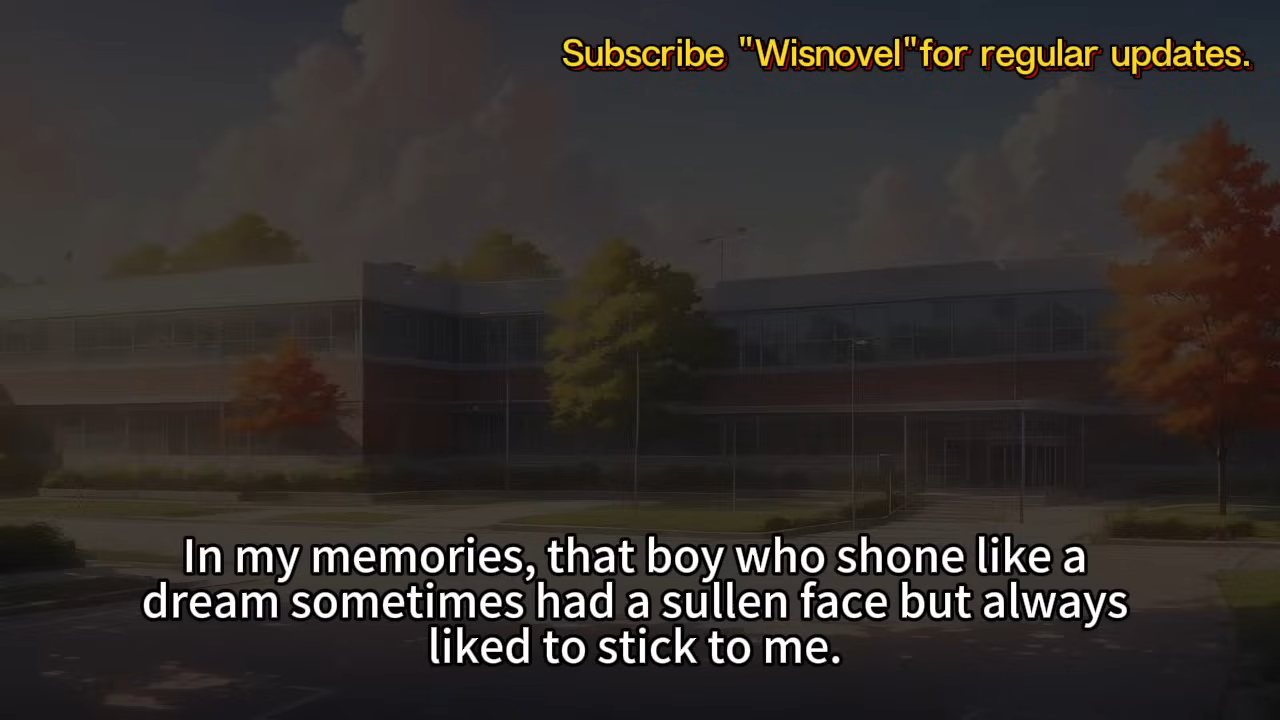 Subscribe "Wisnovel"for regular updates.
In my memories, that boy who shone like a
dream sometimes had a sullen face but always
liked to stick to me.